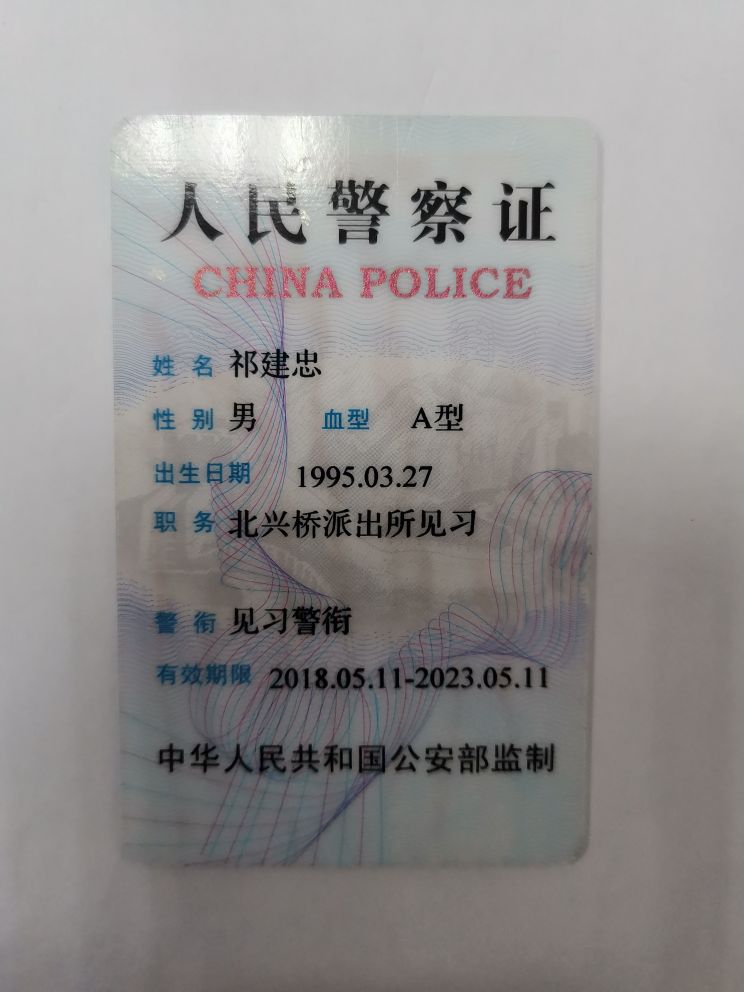 人民警察证
CHINA POLICE
姓名 祁建忠
性别 男 血型 A型
出生日期 1995.03.27
职务 北兴桥派出所见习
警衔 见习警衔
有效期限 2018.05.11-2023.05.11
中华人民共和国公安部监制